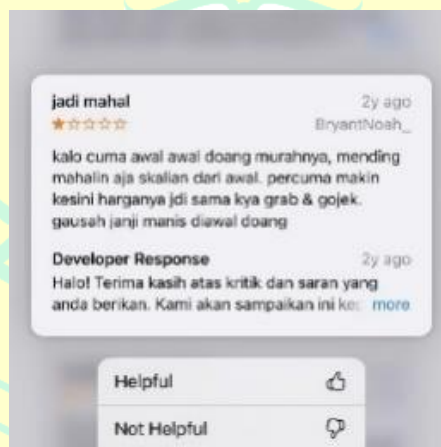 jadi mahal 2y ago
★☆☆☆☆ BryantNoah_
kalo cuma awal awal doang murahnya, mending
mahalin aja skalian dari awal. percuma makin
kesini harganya jdi sama kya grab & gojek.
gausah janji manis diawal doang
Developer Response 2y ago
Halo! Terima kasih atas kritik dan saran yang
anda berikan. Kami akan sampaikan ini more
Helpful
Not Helpful